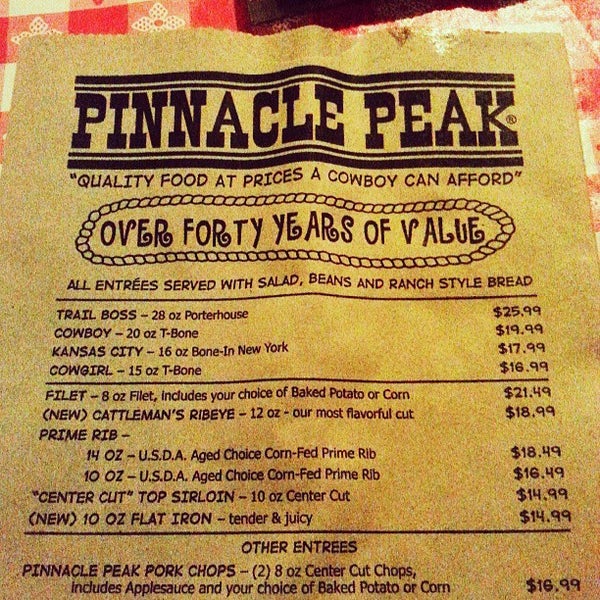 PINNACLE PEAK®
"QUALITY FOOD AT PRICES A COWBOY CAN AFFORD"
OVER FORTY YEARS OF VALUE
ALL ENTRÉES SERVED WITH SALAD, BEANS AND RANCH STYLE BREAD
TRAIL BOSS – 28 oz Porterhouse $25.99
COWBOY – 20 oz T-Bone $19.99
KANSAS CITY – 16 oz Bone-In New York $17.99
COWGIRL – 15 oz T-Bone $16.99
FILET – 8 oz Filet, includes your choice of Baked Potato or Corn $21.49
(NEW) CATTLEMAN'S RIBEYE – 12 oz - our most flavorful cut $18.99
PRIME RIB –
14 OZ – U.S.D.A. Aged Choice Corn-Fed Prime Rib $18.49
10 OZ – U.S.D.A. Aged Choice Corn-Fed Prime Rib $16.49
"CENTER CUT" TOP SIRLOIN – 10 oz Center Cut $14.99
(NEW) 10 OZ FLAT IRON – tender & juicy $14.99
OTHER ENTREES
PINNACLE PEAK PORK CHOPS – (2) 8 oz Center Cut Chops,
includes Applesauce and your choice of Baked Potato or Corn $16.99